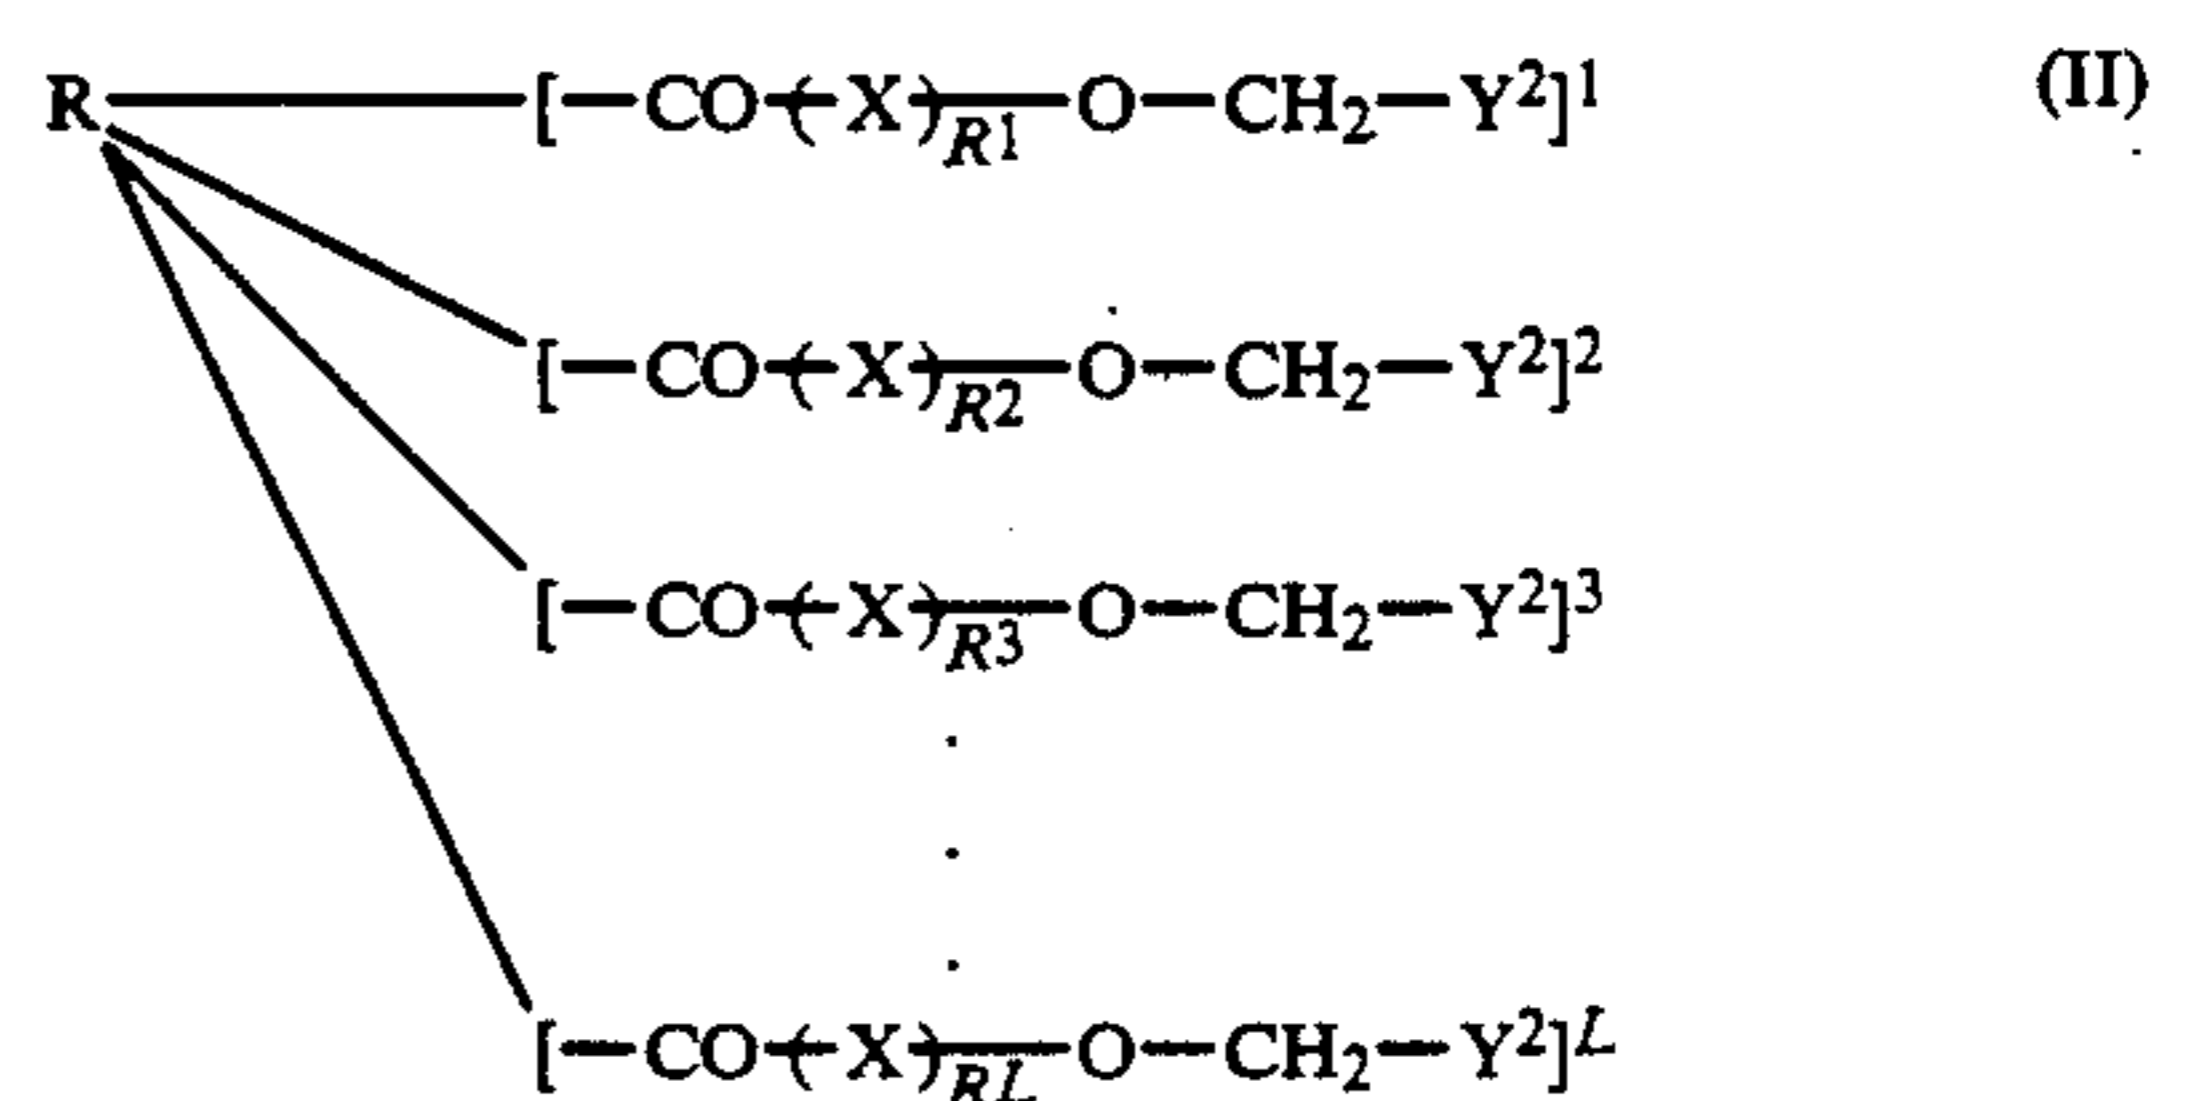 R—[—CO—(X)R1—O—CH2—Y2]1 (II)
[—CO—(X)R2—O—CH2—Y2]2
[—CO—(X)R3—O—CH2—Y2]3
.
.
.
[—CO—(X)RL—O—CH2—Y2]L